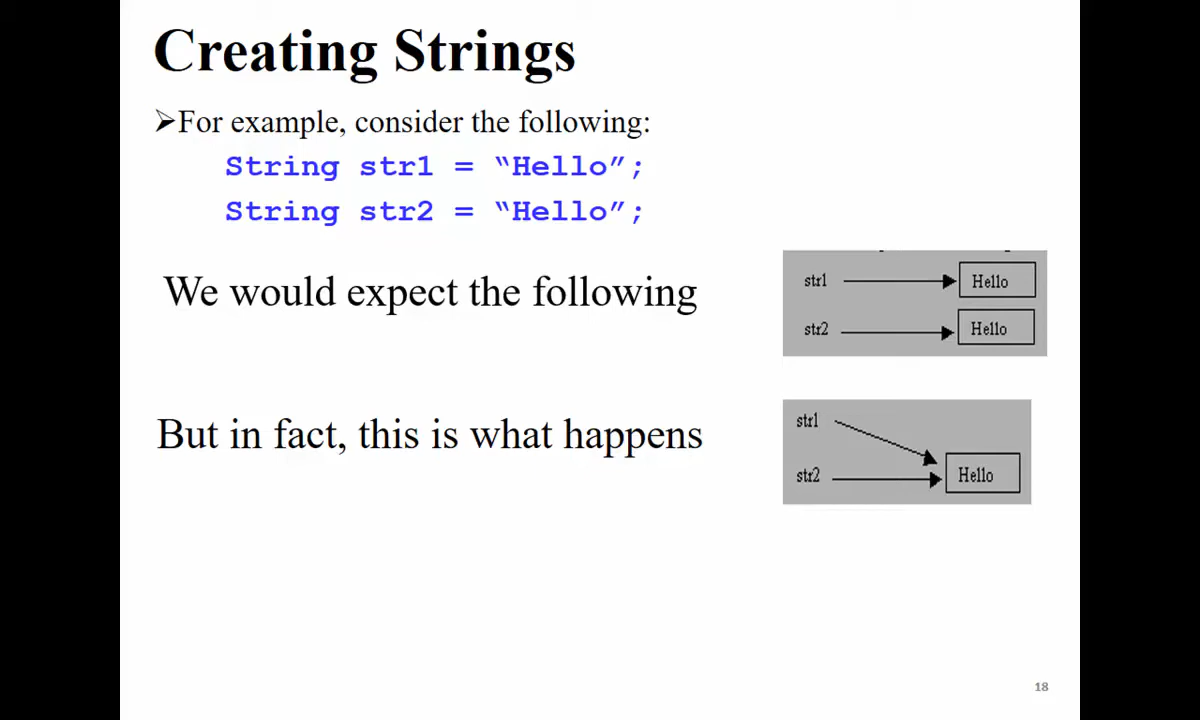 Creating Strings
➢For example, consider the following:
String str1 = “Hello”;
String str2 = “Hello”;
We would expect the following
str1 Hello
str2 Hello
But in fact, this is what happens
str1
str2 Hello
18